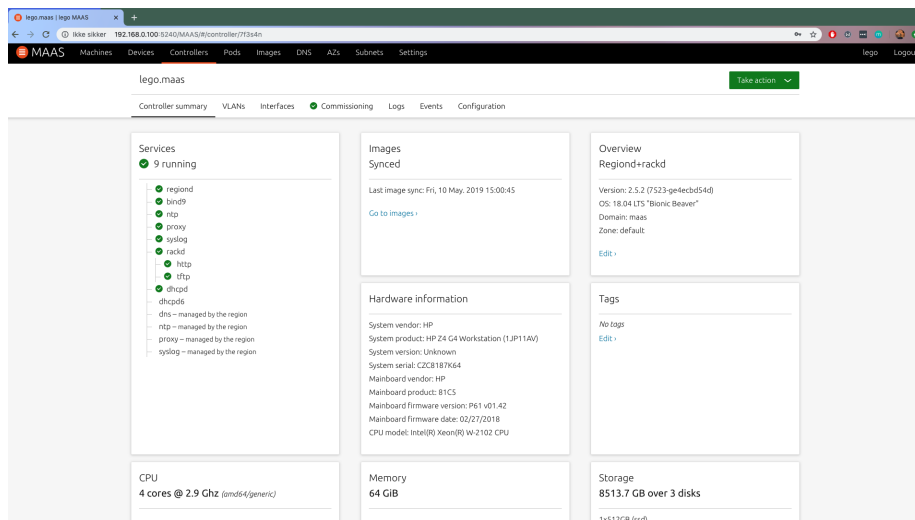 lego.maas | lego MAAS
Ikke sikker 192.168.0.100:5240/MAAS/#/controller/7f3s4n
MAAS Machines Devices Controllers Pods Images DNS AZs Subnets Settings lego Logou
lego.maas
Take action
Controller summary VLANs Interfaces Commissioning Logs Events Configuration
Services
9 running
regiond
bind9
ntp
proxy
syslog
rackd
http
tftp
dhcpd
dhcpd6
dns – managed by the region
ntp – managed by the region
proxy – managed by the region
syslog – managed by the region
Images
Synced
Last image sync: Fri, 10 May. 2019 15:00:45
Go to images ›
Overview
Regiond+rackd
Version: 2.5.2 (7523-ge4ecbd54d)
OS: 18.04 LTS "Bionic Beaver"
Domain: maas
Zone: default
Edit ›
Hardware information
System vendor: HP
System product: HP Z4 G4 Workstation (1JP11AV)
System version: Unknown
System serial: CZC8187K64
Mainboard vendor: HP
Mainboard product: 81C5
Mainboard firmware version: P61 v01.42
Mainboard firmware date: 02/27/2018
CPU model: Intel(R) Xeon(R) W-2102 CPU
Tags
No tags
Edit ›
CPU
4 cores @ 2.9 Ghz (amd64/generic)
Memory
64 GiB
Storage
8513.7 GB over 3 disks
1x512GB (ssd)